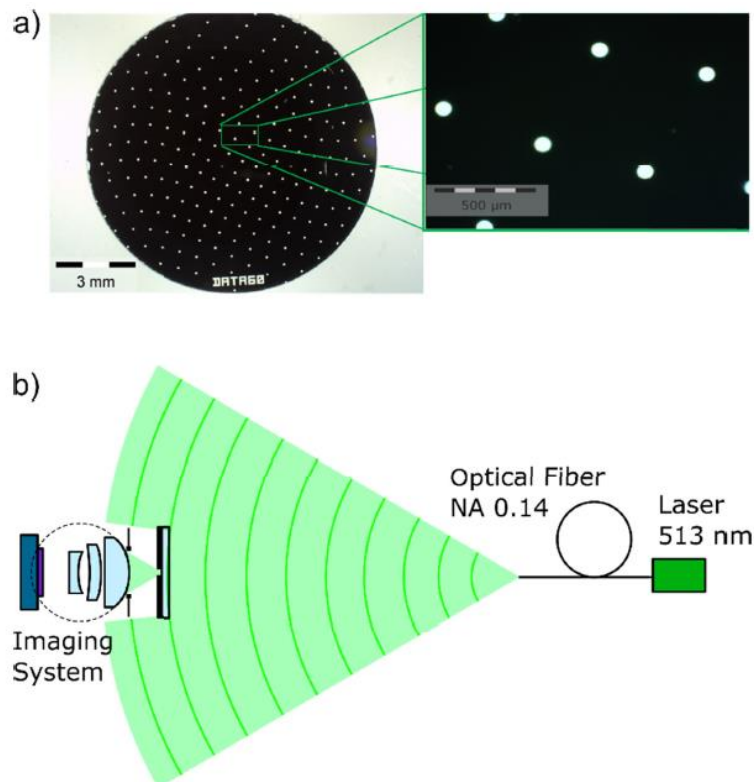 a)
3 mm
DATA60
500 μm
b)
Optical Fiber
NA 0.14
Laser
513 nm
Imaging
System